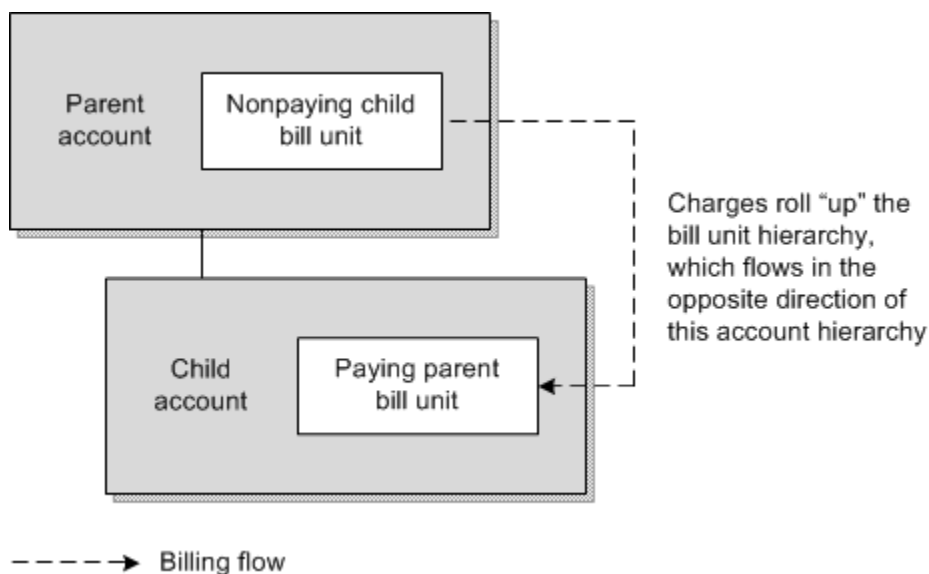 Parent
account
Nonpaying child
bill unit
Charges roll “up" the
bill unit hierarchy,
which flows in the
opposite direction of
this account hierarchy
Child
account
Paying parent
bill unit
Billing flow